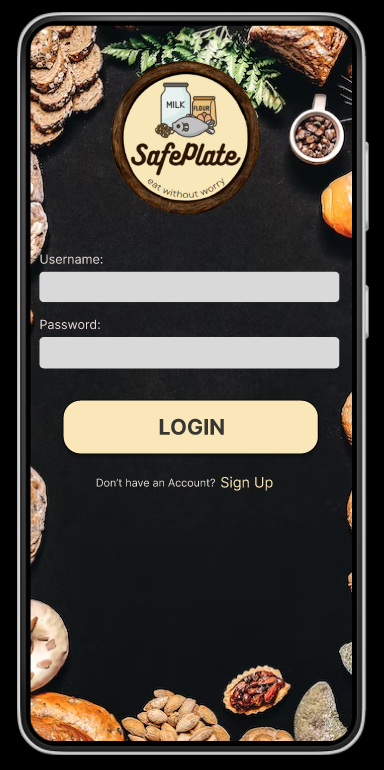 MILK
FLOUR
SafePlate
eat without worry
Username:
Password:
LOGIN
Don't have an Account? Sign Up